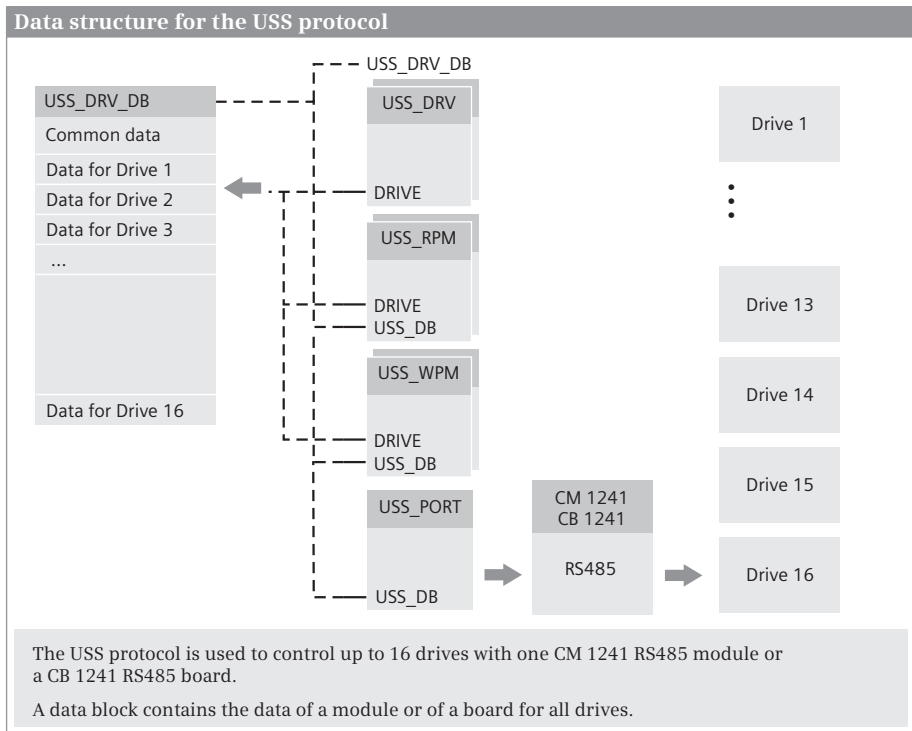 Data structure for the USS protocol
USS_DRV_DB
Common data
Data for Drive 1
Data for Drive 2
Data for Drive 3
...
Data for Drive 16
USS_DRV_DB
USS_DRV
DRIVE
USS_RPM
DRIVE
USS_DB
USS_WPM
DRIVE
USS_DB
USS_PORT
USS_DB
CM 1241
CB 1241
RS485
Drive 1
Drive 13
Drive 14
Drive 15
Drive 16
The USS protocol is used to control up to 16 drives with one CM 1241 RS485 module or
a CB 1241 RS485 board.
A data block contains the data of a module or of a board for all drives.